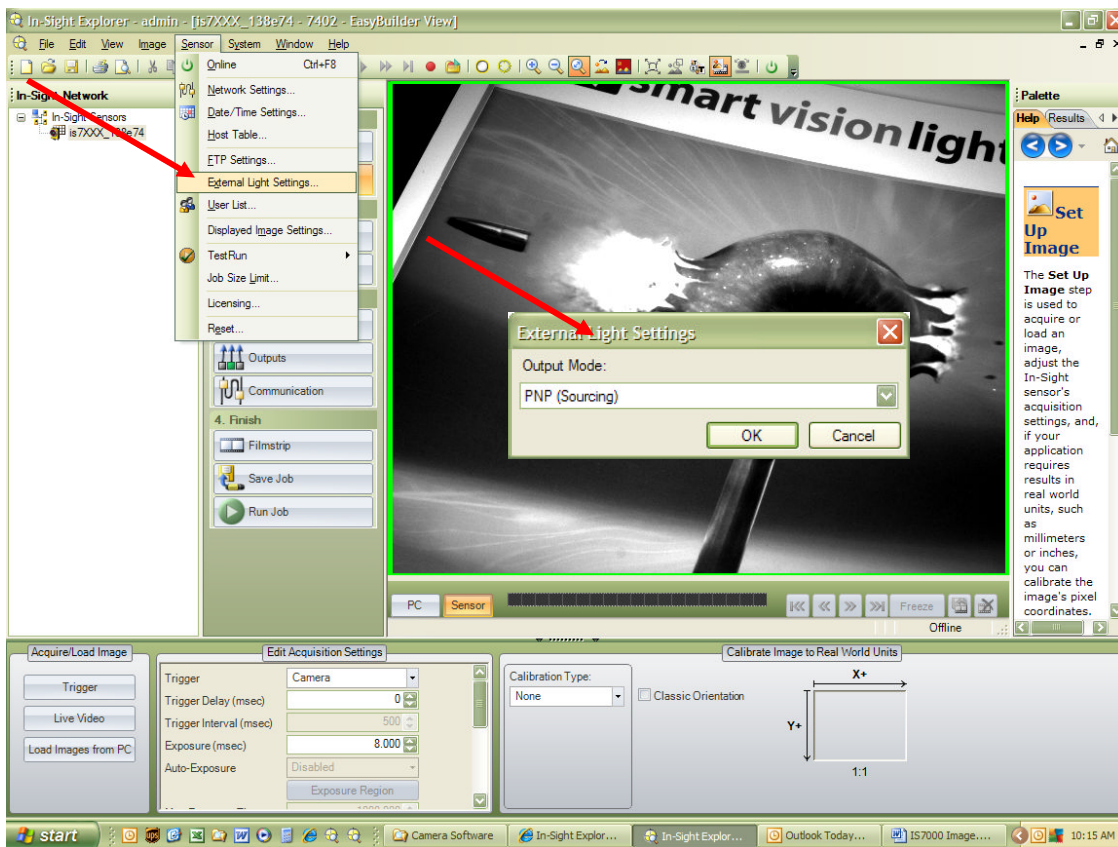 In-Sight Explorer - admin - [is7XXX_138e74 - 7402 - EasyBuilder View]
File Edit View Image Sensor System Window Help
In-Sight Network
In-Sight Sensors
is7XXX_138e74
Online Ctrl+F8
Network Settings...
Date/Time Settings...
Host Table...
FTP Settings...
External Light Settings...
User List...
Displayed Image Settings...
TestRun
Job Size Limit...
Licensing...
Reset...
Outputs
Communication
4. Finish
Filmstrip
Save Job
Run Job
smart vision light
External Light Settings
Output Mode:
PNP (Sourcing)
OK Cancel
PC Sensor
Freeze
Offline
Palette
Help Results
Set
Up
Image
The Set Up
Image step
is used to
acquire or
load an
image,
adjust the
In-Sight
sensor's
acquisition
settings, and,
if your
application
requires
results in
real world
units, such
as
millimeters
or inches,
you can
calibrate the
image's pixel
coordinates.
Acquire/Load Image
Trigger
Live Video
Load Images from PC
Edit Acquisition Settings
Trigger Camera
Trigger Delay (msec) 0
Trigger Interval (msec) 500
Exposure (msec) 8.000
Auto-Exposure Disabled
Exposure Region
Calibrate Image to Real World Units
Calibration Type:
None
Classic Orientation
X+
Y+
1:1
start
Camera Software
In-Sight Explor...
In-Sight Explor...
Outlook Today...
IS7000 Image....
10:15 AM